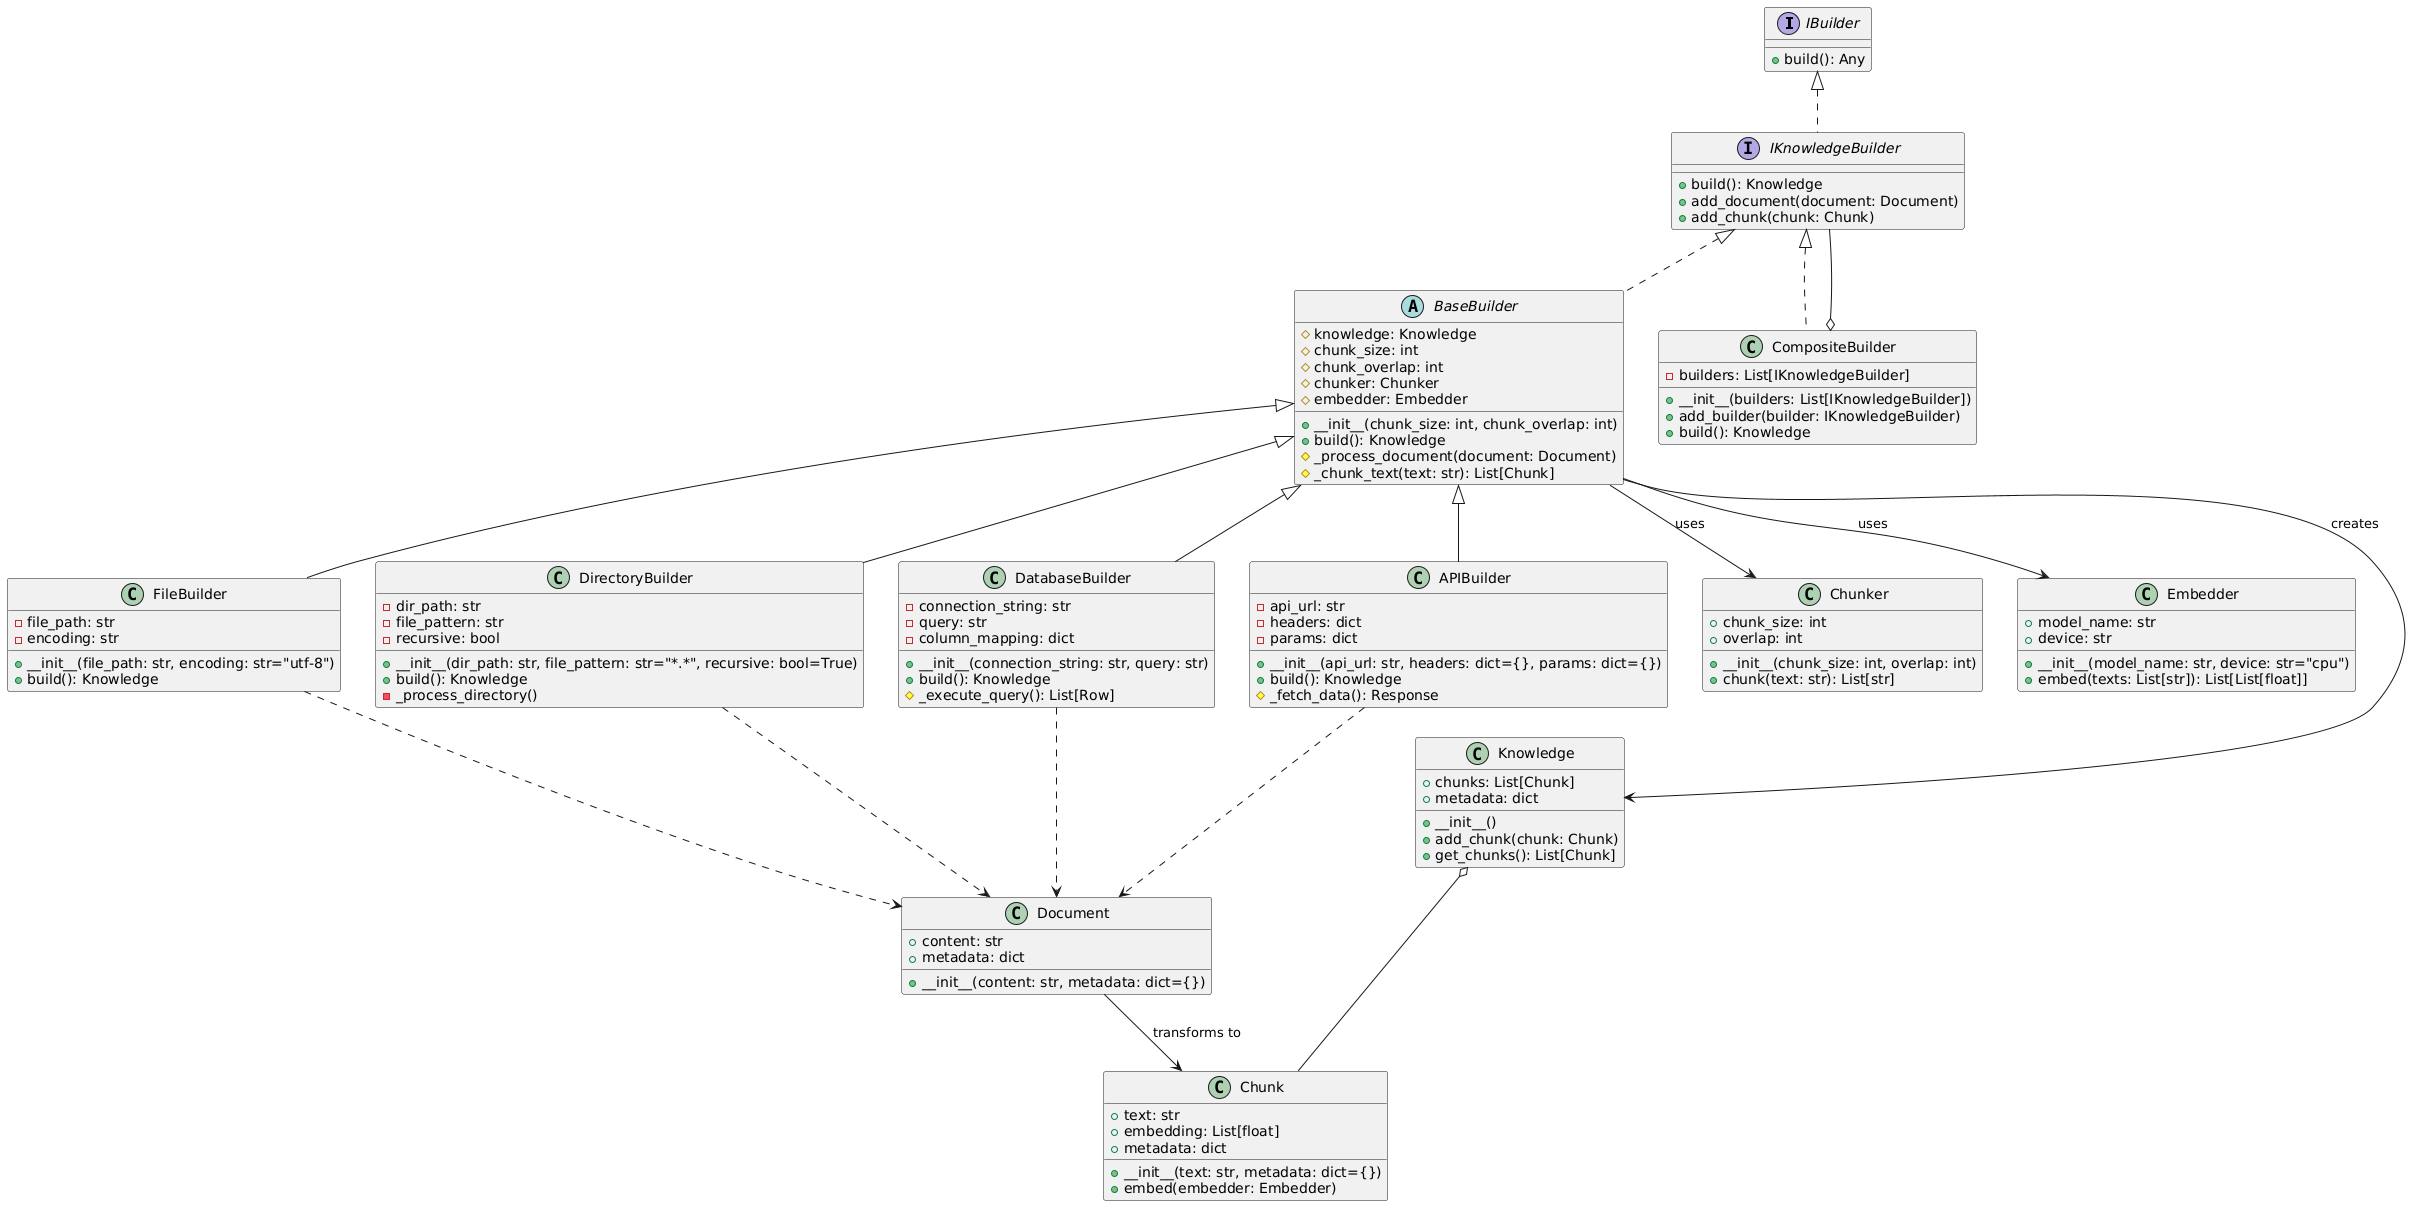 IBuilder
build(): Any
IKnowledgeBuilder
build(): Knowledge
add_document(document: Document)
add_chunk(chunk: Chunk)
BaseBuilder
knowledge: Knowledge
chunk_size: int
chunk_overlap: int
chunker: Chunker
embedder: Embedder
__init__(chunk_size: int, chunk_overlap: int)
build(): Knowledge
_process_document(document: Document)
_chunk_text(text: str): List[Chunk]
CompositeBuilder
builders: List[IKnowledgeBuilder]
__init__(builders: List[IKnowledgeBuilder])
add_builder(builder: IKnowledgeBuilder)
build(): Knowledge
uses
uses
creates
FileBuilder
file_path: str
encoding: str
__init__(file_path: str, encoding: str="utf-8")
build(): Knowledge
DirectoryBuilder
dir_path: str
file_pattern: str
recursive: bool
__init__(dir_path: str, file_pattern: str="*.*", recursive: bool=True)
build(): Knowledge
_process_directory()
DatabaseBuilder
connection_string: str
query: str
column_mapping: dict
__init__(connection_string: str, query: str)
build(): Knowledge
_execute_query(): List[Row]
APIBuilder
api_url: str
headers: dict
params: dict
__init__(api_url: str, headers: dict={}, params: dict={})
build(): Knowledge
_fetch_data(): Response
Chunker
chunk_size: int
overlap: int
__init__(chunk_size: int, overlap: int)
chunk(text: str): List[str]
Embedder
model_name: str
device: str
__init__(model_name: str, device: str="cpu")
embed(texts: List[str]): List[List[float]]
Knowledge
chunks: List[Chunk]
metadata: dict
__init__()
add_chunk(chunk: Chunk)
get_chunks(): List[Chunk]
Document
content: str
metadata: dict
__init__(content: str, metadata: dict={})
transforms to
Chunk
text: str
embedding: List[float]
metadata: dict
__init__(text: str, metadata: dict={})
embed(embedder: Embedder)